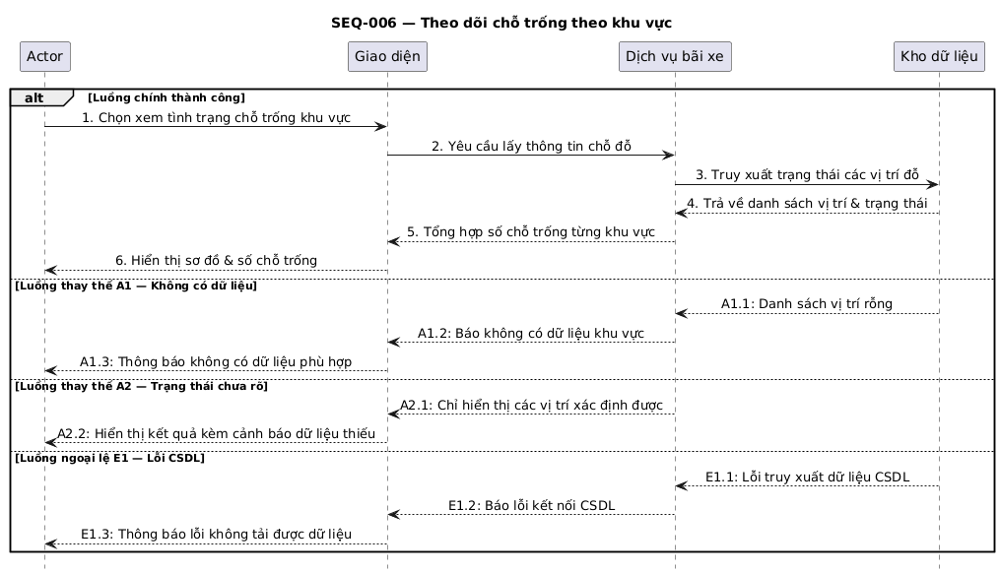 SEQ-006 — Theo dõi chỗ trống theo khu vực
Actor
Giao diện
Dịch vụ bãi xe
Kho dữ liệu
alt
[Luồng chính thành công]
1. Chọn xem tình trạng chỗ trống khu vực
2. Yêu cầu lấy thông tin chỗ đỗ
3. Truy xuất trạng thái các vị trí đỗ
4. Trả về danh sách vị trí & trạng thái
5. Tổng hợp số chỗ trống từng khu vực
6. Hiển thị sơ đồ & số chỗ trống
[Luồng thay thế A1 — Không có dữ liệu]
A1.1: Danh sách vị trí rỗng
A1.2: Báo không có dữ liệu khu vực
A1.3: Thông báo không có dữ liệu phù hợp
[Luồng thay thế A2 — Trạng thái chưa rõ]
A2.1: Chỉ hiển thị các vị trí xác định được
A2.2: Hiển thị kết quả kèm cảnh báo dữ liệu thiếu
[Luồng ngoại lệ E1 — Lỗi CSDL]
E1.1: Lỗi truy xuất dữ liệu CSDL
E1.2: Báo lỗi kết nối CSDL
E1.3: Thông báo lỗi không tải được dữ liệu